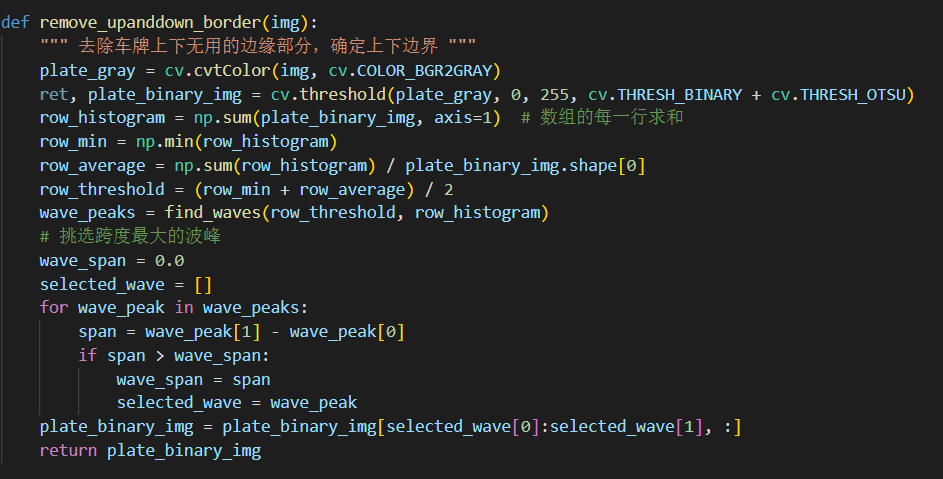 def remove_upanddown_border(img):
    """ 去除车牌上下无用的边缘部分，确定上下边界 """
    plate_gray = cv.cvtColor(img, cv.COLOR_BGR2GRAY)
    ret, plate_binary_img = cv.threshold(plate_gray, 0, 255, cv.THRESH_BINARY + cv.THRESH_OTSU)
    row_histogram = np.sum(plate_binary_img, axis=1)  # 数组的每一行求和
    row_min = np.min(row_histogram)
    row_average = np.sum(row_histogram) / plate_binary_img.shape[0]
    row_threshold = (row_min + row_average) / 2
    wave_peaks = find_waves(row_threshold, row_histogram)
    # 挑选跨度最大的波峰
    wave_span = 0.0
    selected_wave = []
    for wave_peak in wave_peaks:
        span = wave_peak[1] - wave_peak[0]
        if span > wave_span:
            wave_span = span
            selected_wave = wave_peak
    plate_binary_img = plate_binary_img[selected_wave[0]:selected_wave[1], :]
    return plate_binary_img